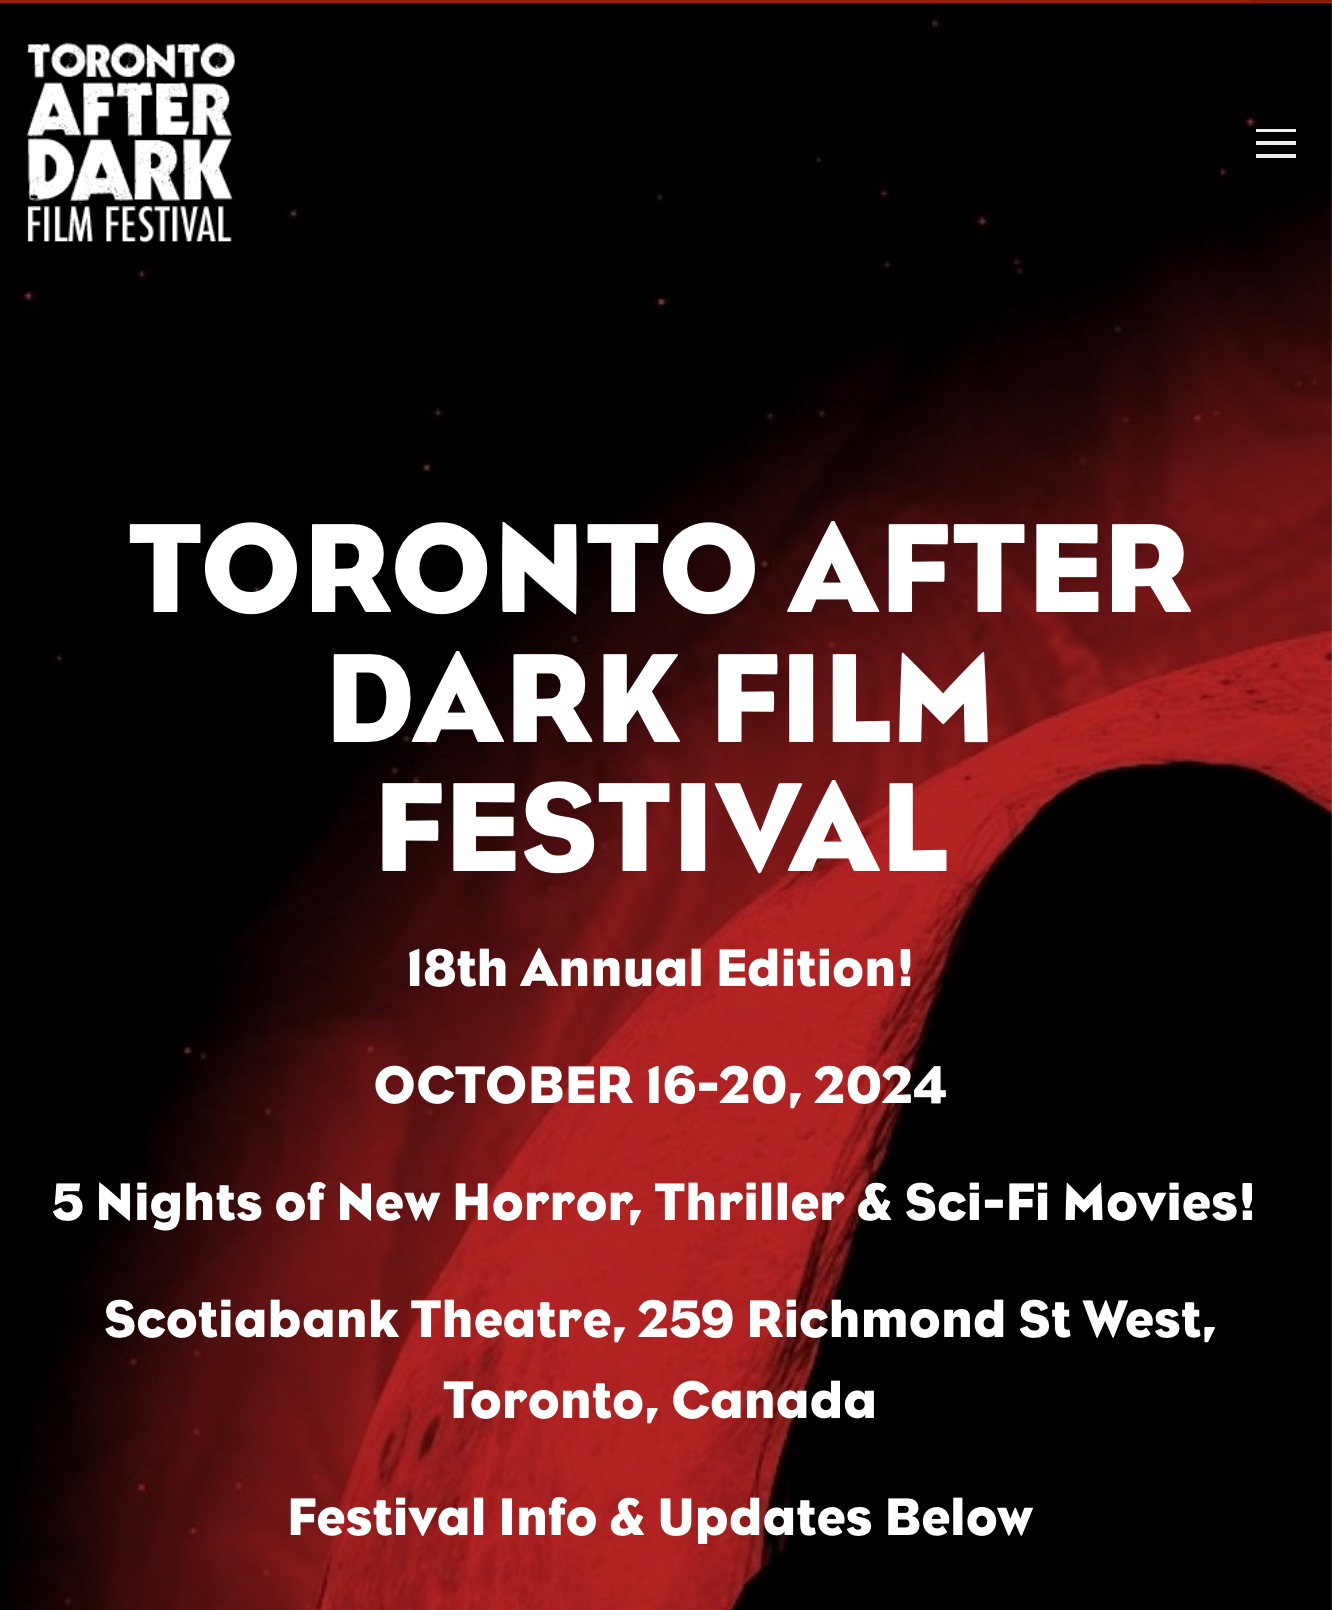 TORONTO
AFTER
DARK
FILM FESTIVAL
TORONTO AFTER
DARK FILM
FESTIVAL
18th Annual Edition!
OCTOBER 16-20, 2024
5 Nights of New Horror, Thriller & Sci-Fi Movies!
Scotiabank Theatre, 259 Richmond St West,
Toronto, Canada
Festival Info & Updates Below